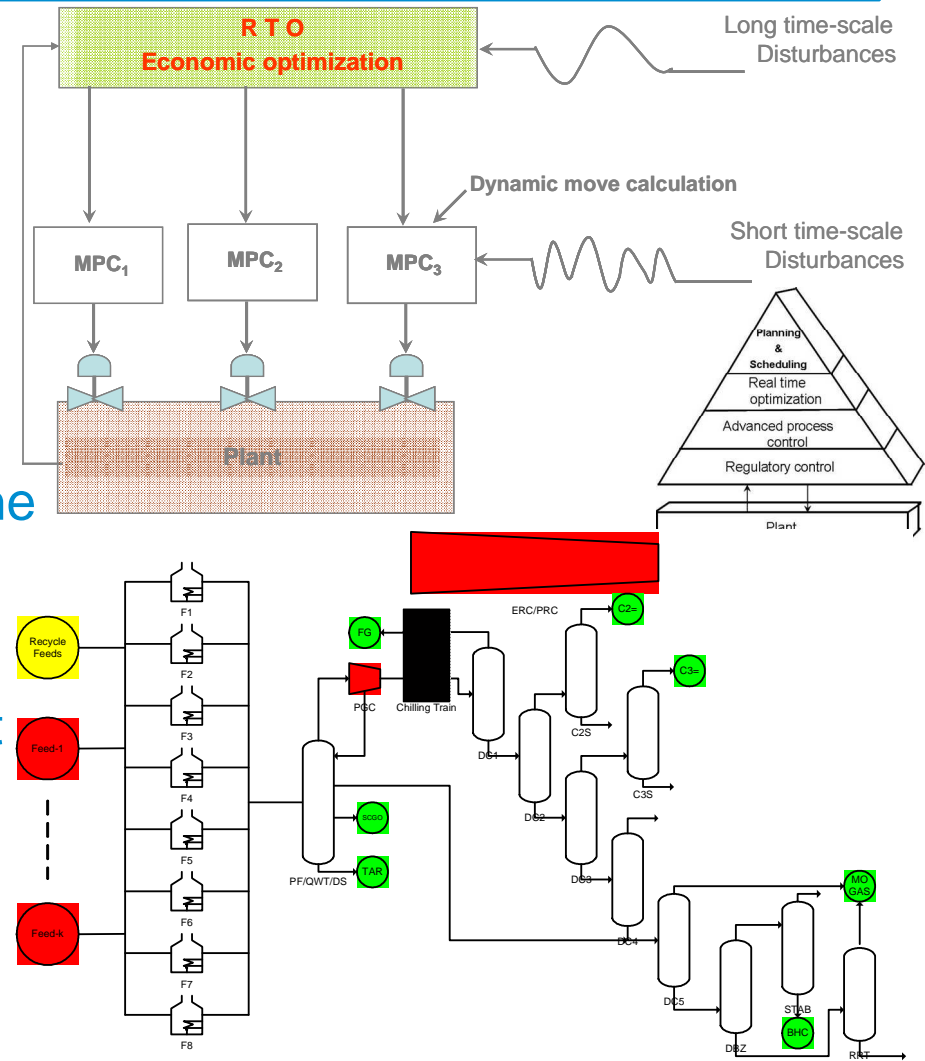 R T O
Economic optimization
Long time-scale
Disturbances
Dynamic move calculation
MPC1
MPC2
MPC3
Short time-scale
Disturbances
Plant
Planning
&
Scheduling
Real time
optimization
Advanced process
control
Regulatory control
Plant
ne
t
Recycle
Feeds
Feed-1
Feed-k
F1
F2
F3
F4
F5
F6
F7
F8
FG
PGC
Chilling Train
ERC/PRC
C2=
C3=
DC1
C2S
DC2
C3S
DC3
DC4
SCGO
TAR
PF/QWT/DS
MO
GAS
DC5
STAB
BHC
DBZ
RRT